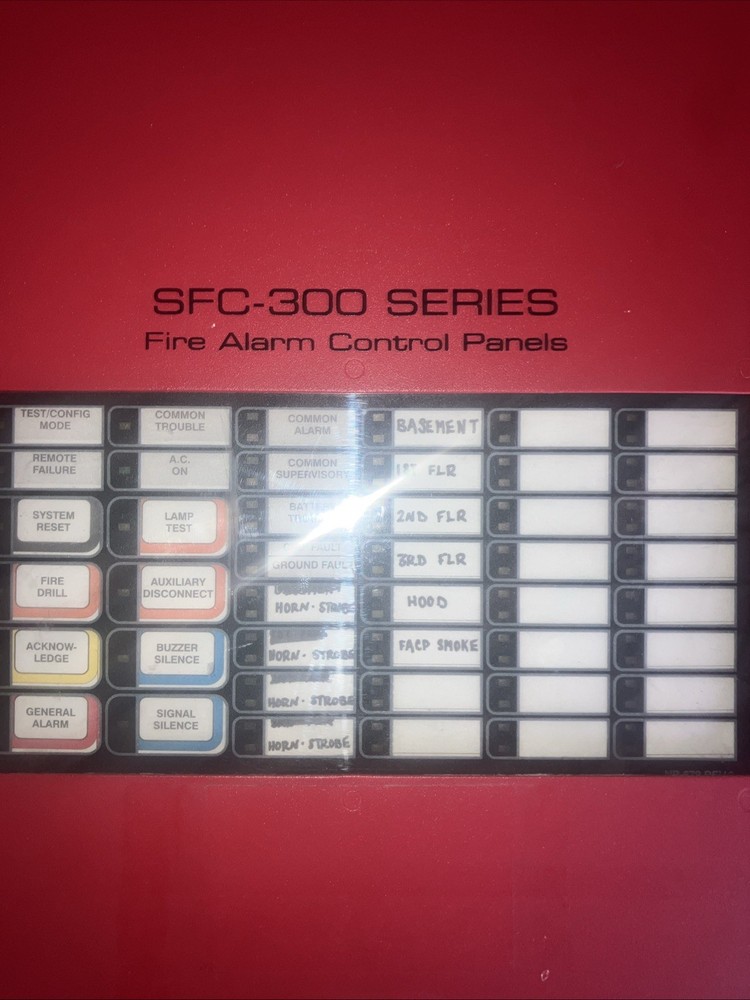 SFC-300 SERIES
Fire Alarm Control Panels
TEST/CONFIG
MODE
COMMON
TROUBLE
COMMON
ALARM
BASEMENT
REMOTE
FAILURE
A.C.
ON
COMMON
SUPERVISORY
1ST FLR
SYSTEM
RESET
LAMP
TEST
2ND FLR
FAULT
GROUND FAULT
3RD FLR
FIRE
DRILL
AUXILIARY
DISCONNECT
HORN-STROBE
HOOD
ACKNOW-
LEDGE
BUZZER
SILENCE
HORN-STROBE
FACP SMOKE
HORN-STROBE
GENERAL
ALARM
SIGNAL
SILENCE
HORN-STROBE